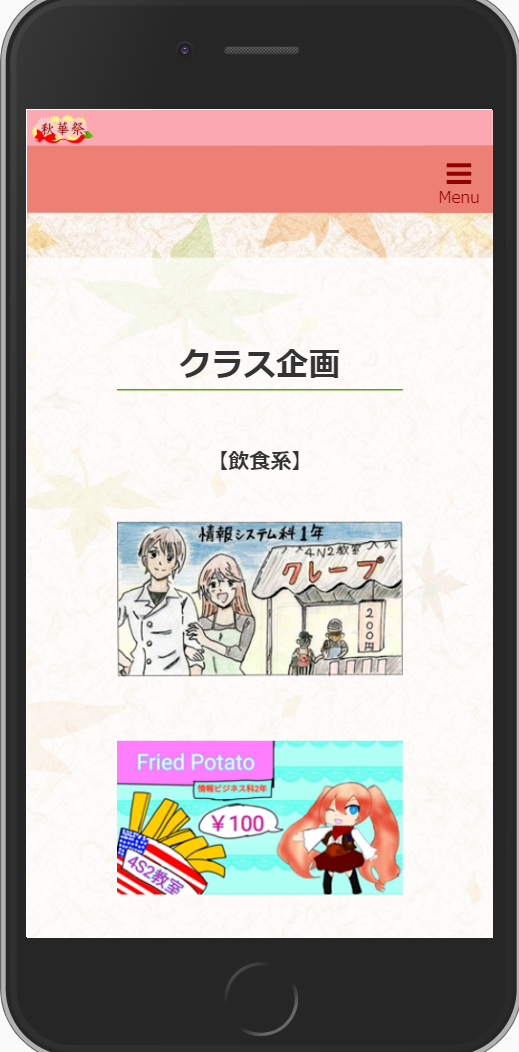 秋華祭
Menu
クラス企画
【飲食系】
情報システム科1年
4N2教室
クレープ
200円
Fried Potato
情報ビジネス科2年
￥100
4S2教室